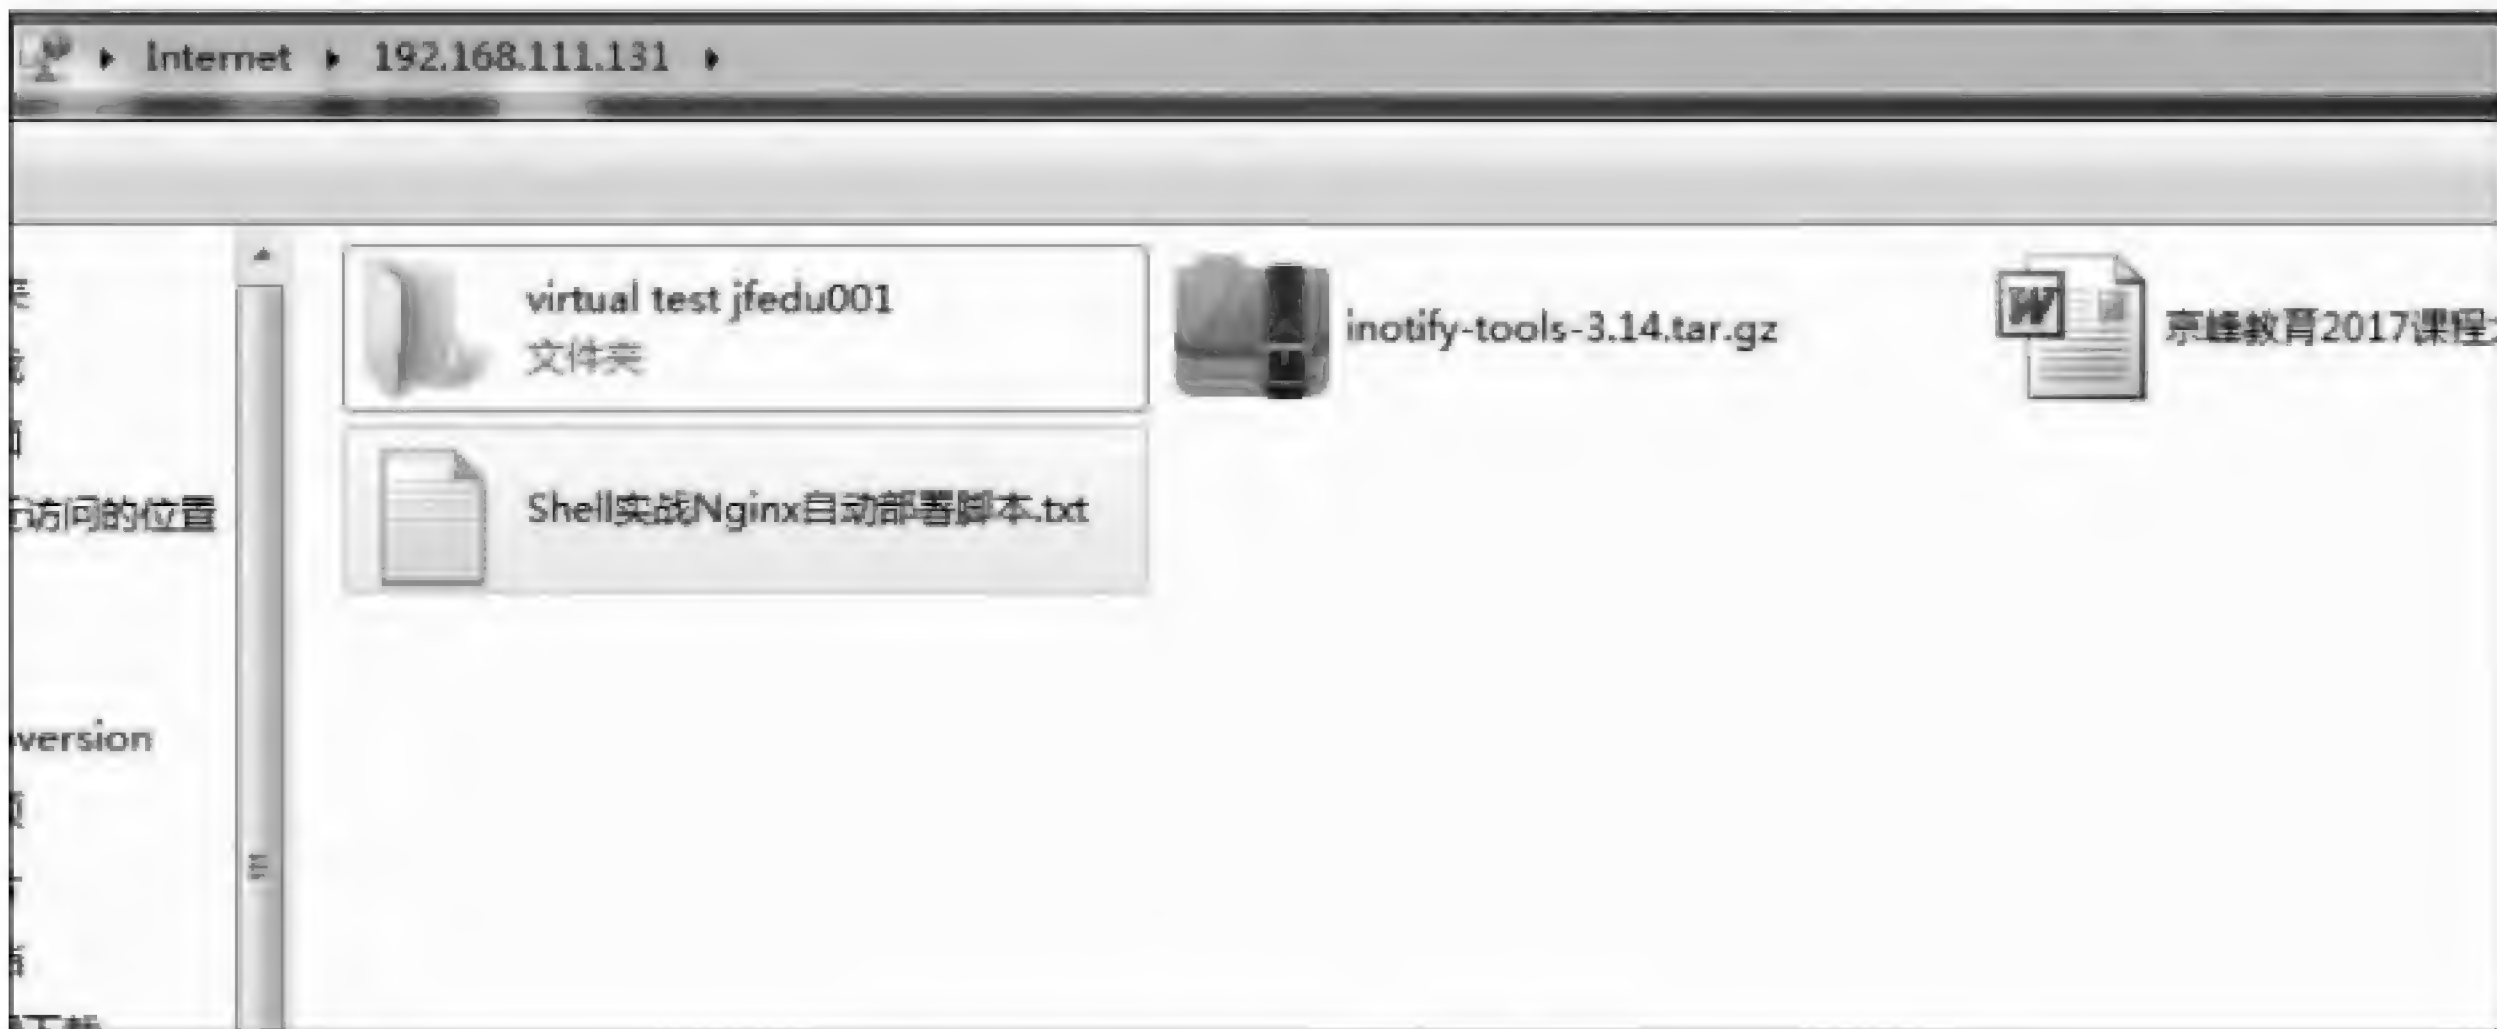 Internet
192.168.111.131
virtual test jfedu001
文件夹
inotify-tools-3.14.tar.gz
京峰教育2017课程
Shell实战Nginx自动部署脚本.txt
访问的位置
version